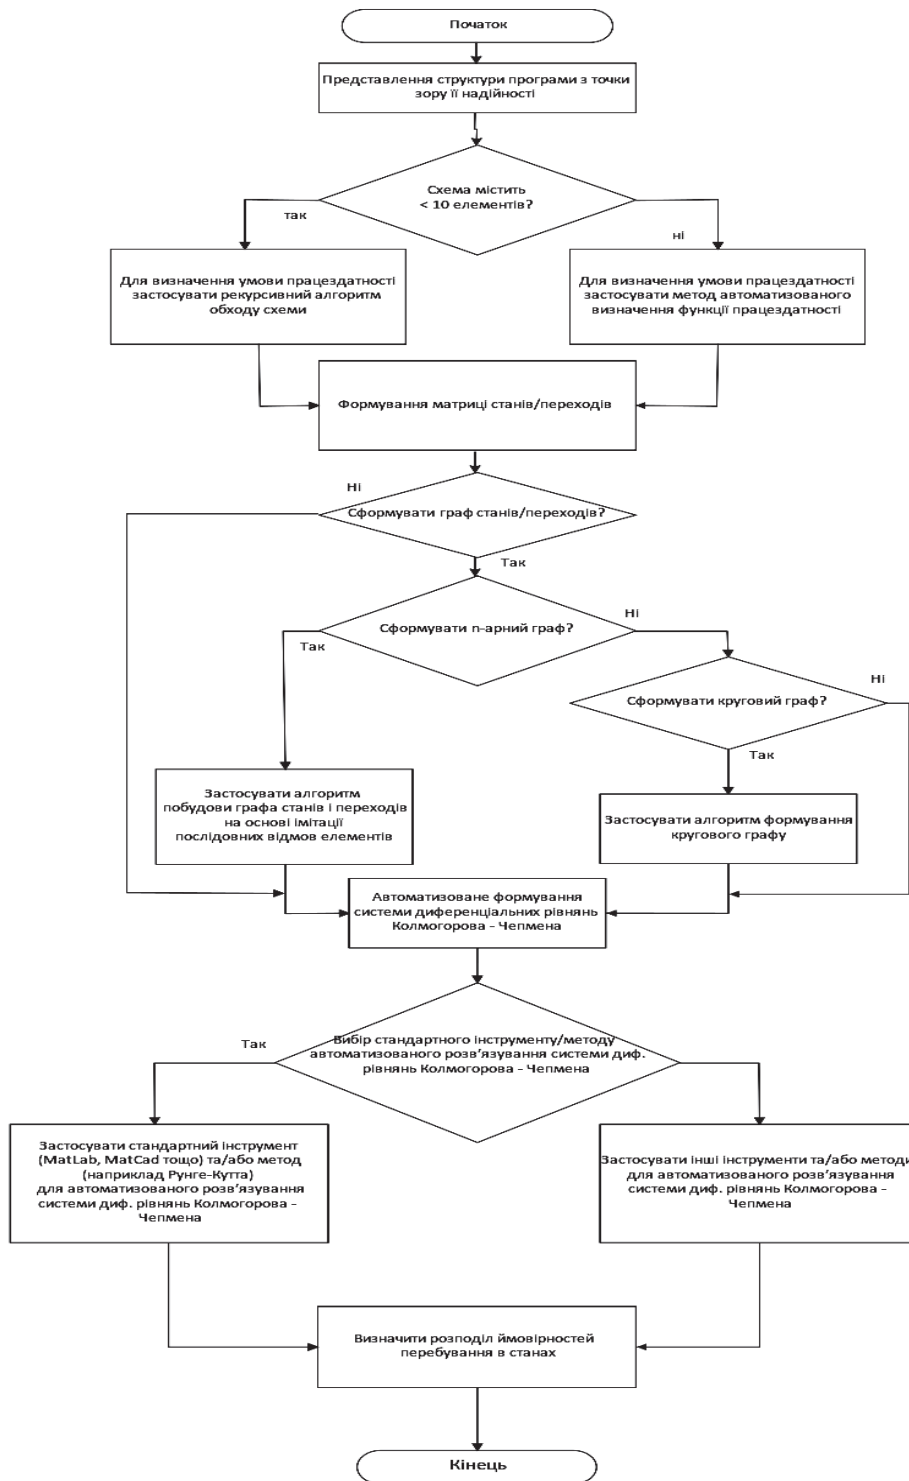 Початок
Представлення структури програми з точки
зору її надійності
Схема містить
< 10 елементів?
так
ні
Для визначення умови працездатності
застосувати рекурсивний алгоритм
обходу схеми
Для визначення умови працездатності
застосувати метод автоматизованого
визначення функції працездатності
Формування матриці станів/переходів
Ні
Сформувати граф станів/переходів?
Так
Сформувати n-арний граф?
Ні
Так
Сформувати круговий граф?
Ні
Так
Застосувати алгоритм
побудови графа станів і переходів
на основі імітації
послідовних відмов елементів
Застосувати алгоритм формування
кругового графу
Автоматизоване формування
системи диференціальних рівнянь
Колмогорова - Чепмена
Так
Вибір стандартного інструменту/методу
автоматизованого розв’язування системи диф.
рівнянь Колмогорова - Чепмена
Застосувати стандартний інструмент
(MatLab, MatCad тощо) та/або метод
(наприклад Рунге-Кутта)
для автоматизованого розв’язування
системи диф. рівнянь Колмогорова -
Чепмена
Застосувати інші інструменти та/або методи
для автоматизованого розв’язування
системи диф. рівнянь Колмогорова -
Чепмена
Визначити розподіл ймовірностей
перебування в станах
Кінець